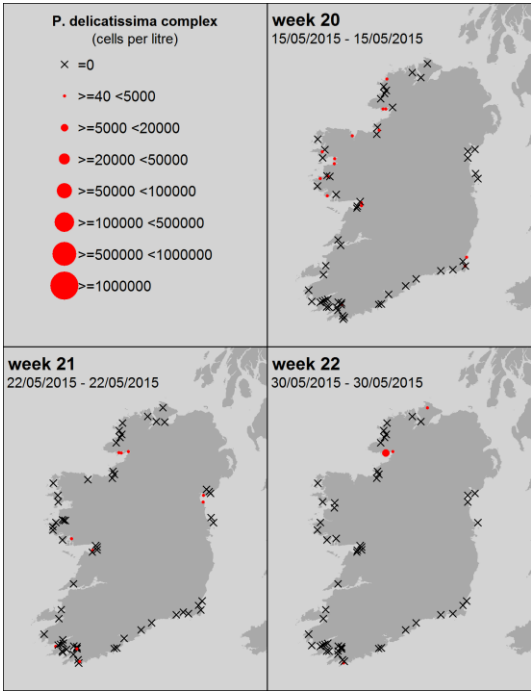 P. delicatissima complex
(cells per litre)
=0
>=40 <5000
>=5000 <20000
>=20000 <50000
>=50000 <100000
>=100000 <500000
>=500000 <1000000
>=1000000
week 20
15/05/2015 - 15/05/2015
week 21
22/05/2015 - 22/05/2015
week 22
30/05/2015 - 30/05/2015